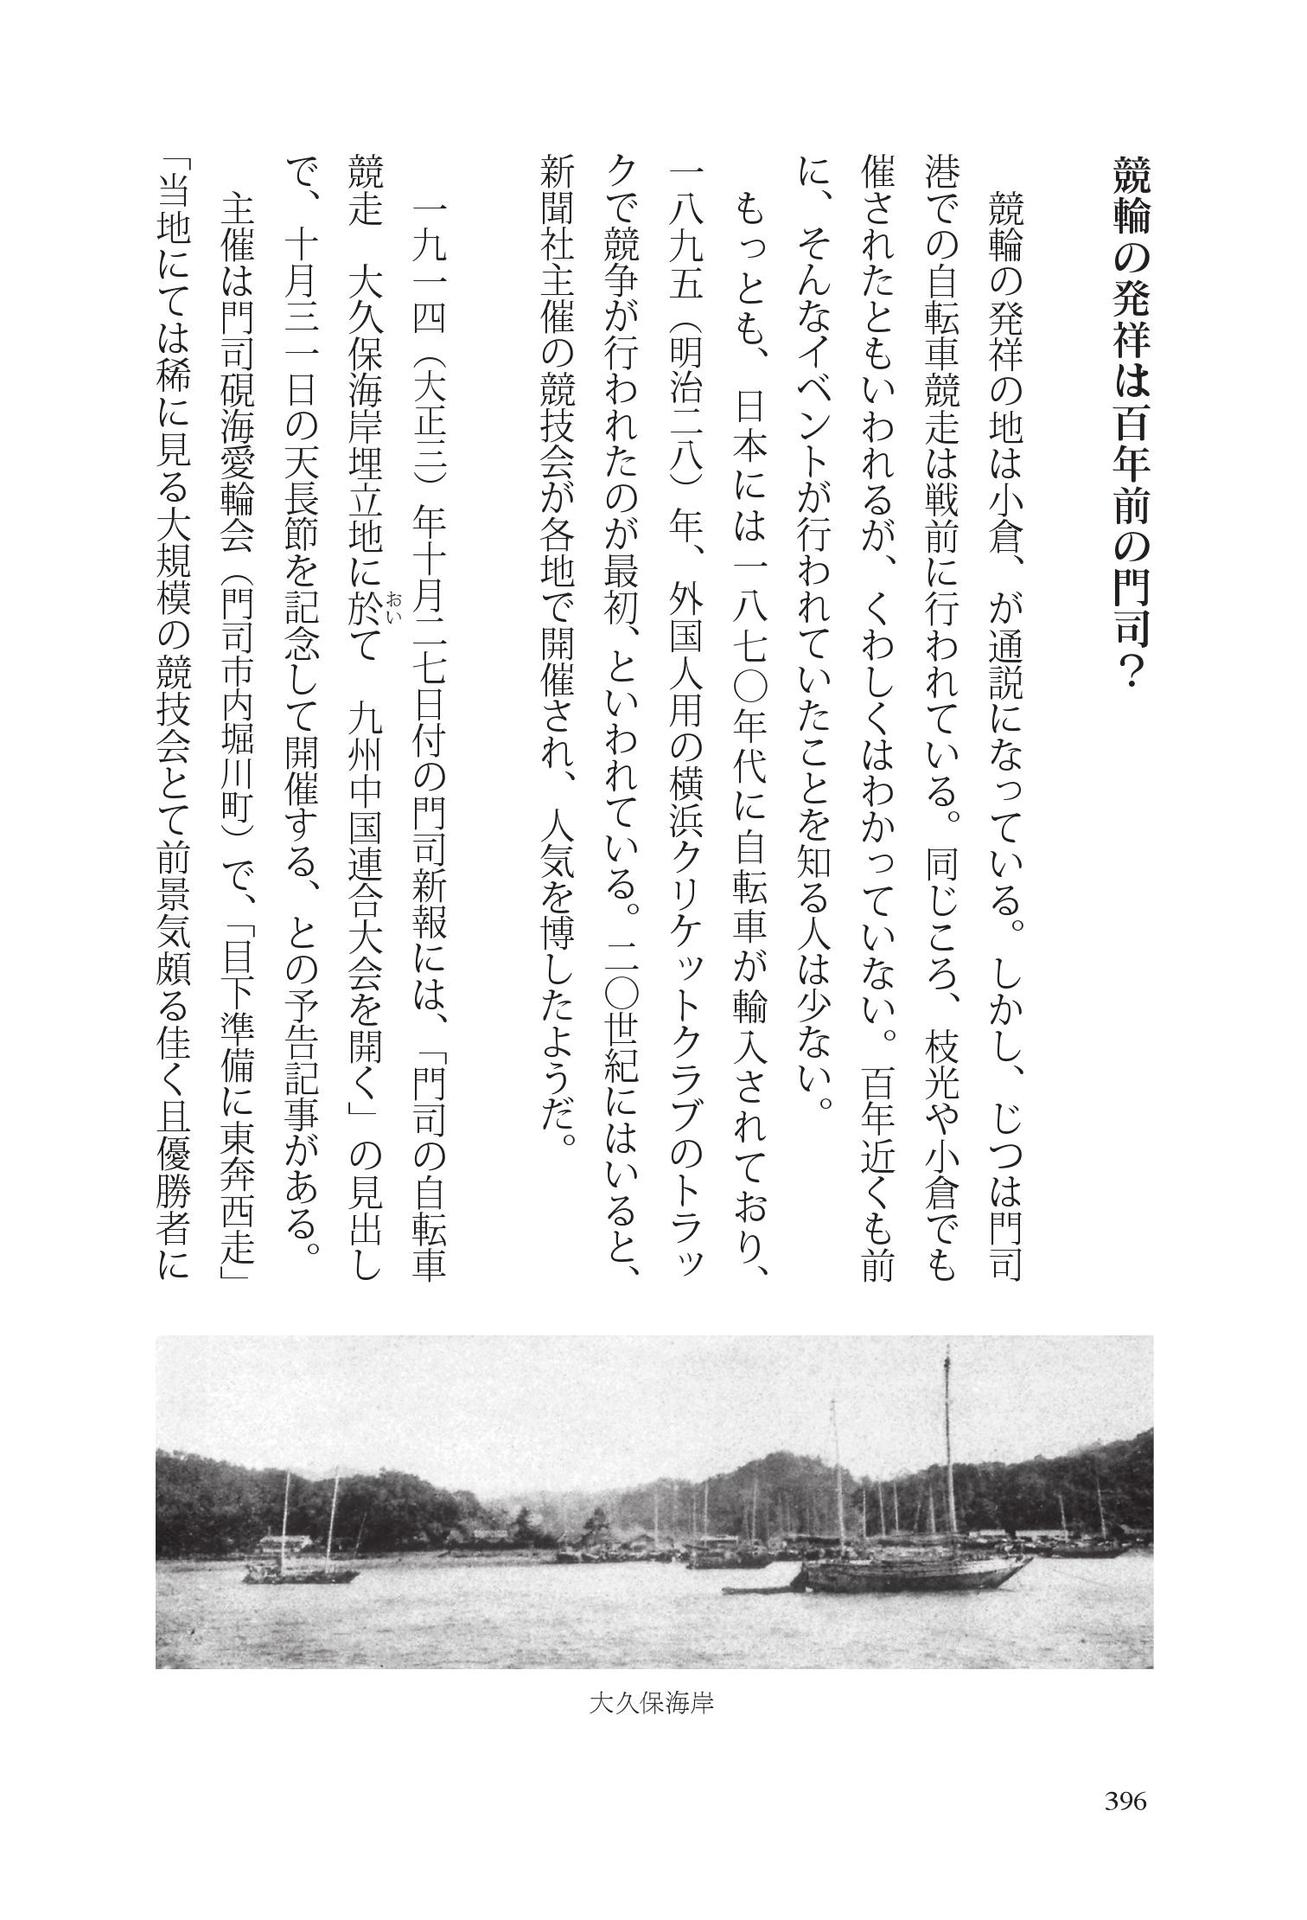 競輪の発祥は百年前の門司？
競輪の発祥の地は小倉、が通説になっている。しかし、じつは門司
港での自転車競走は戦前に行われている。同じころ、枝光や小倉でも
催されたともいわれるが、くわしくはわかっていない。百年近くも前
に、そんなイベントが行われていたことを知る人は少ない。
もっとも、日本には一八七〇年代に自転車が輸入されており、
一八九五（明治二八）年、外国人用の横浜クリケットクラブのトラッ
クで競争が行われたのが最初、といわれている。二〇世紀にはいると、
新聞社主催の競技会が各地で開催され、人気を博したようだ。
一九一四（大正三）年十月二七日付の門司新報には、「門司の自転車
競走　大久保海岸埋立地に於て　九州中国連合大会を開く」の見出し
おい
で、十月三一日の天長節を記念して開催する、との予告記事がある。
主催は門司硯海愛輪会（門司市内堀川町）で、「目下準備に東奔西走」
「当地にては稀に見る大規模の競技会とて前景気頗る佳く且優勝者に
大久保海岸
396